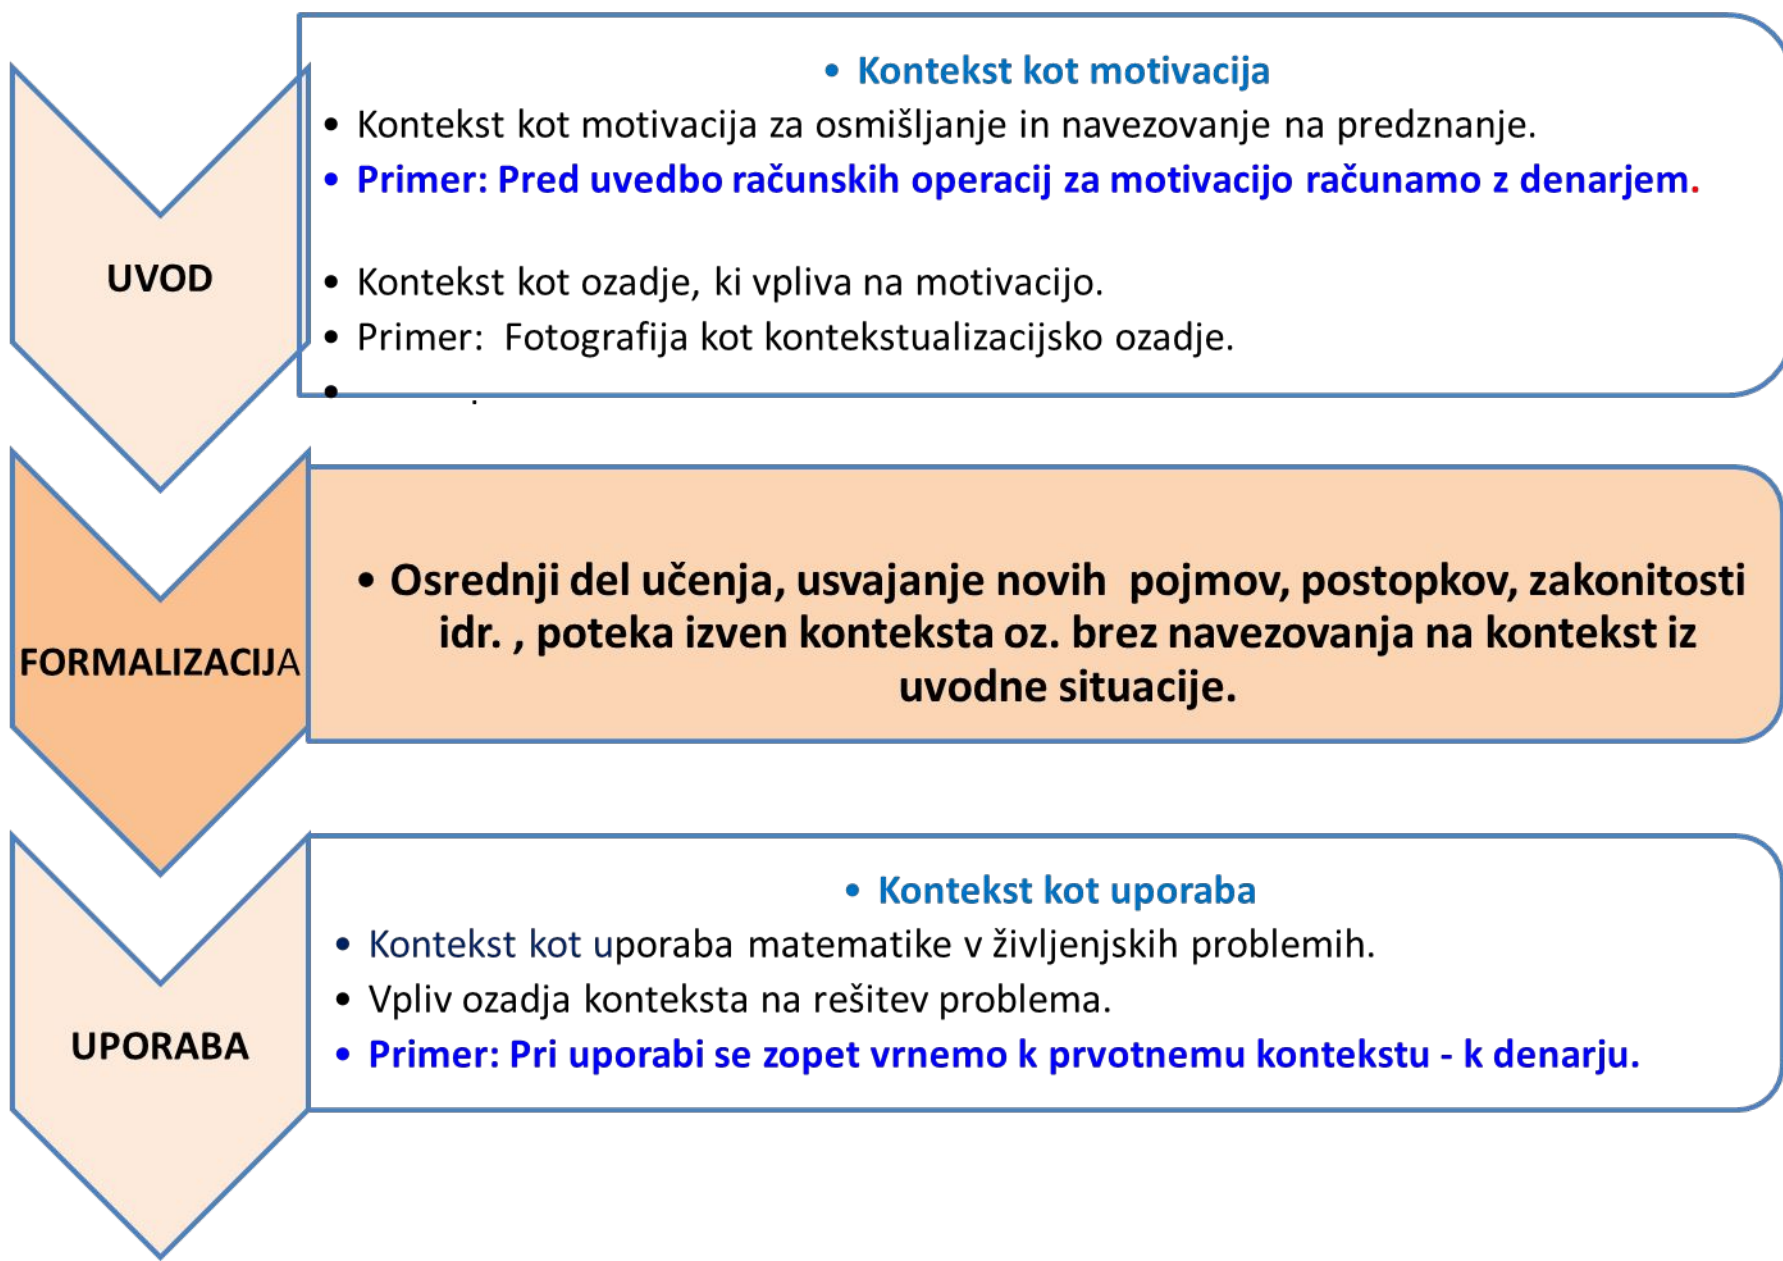 • Kontekst kot motivacija
• Kontekst kot motivacija za osmišljanje in navezovanje na predznanje.
• Primer: Pred uvedbo računskih operacij za motivacijo računamo z denarjem.
UVOD
• Kontekst kot ozadje, ki vpliva na motivacijo.
• Primer:  Fotografija kot kontekstualizacijsko ozadje.
• .
FORMALIZACIJA
• Osrednji del učenja, usvajanje novih  pojmov, postopkov, zakonitosti
idr. , poteka izven konteksta oz. brez navezovanja na kontekst iz
uvodne situacije.
UPORABA
• Kontekst kot uporaba
• Kontekst kot uporaba matematike v življenjskih problemih.
• Vpliv ozadja konteksta na rešitev problema.
• Primer: Pri uporabi se zopet vrnemo k prvotnemu kontekstu - k denarju.